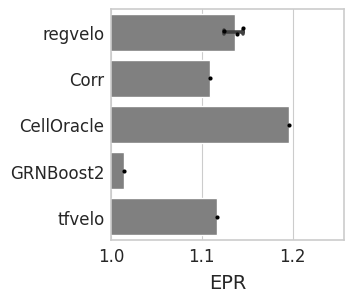 regvelo
Corr
CellOracle
GRNBoost2
tfvelo
1.0 1.1 1.2
EPR